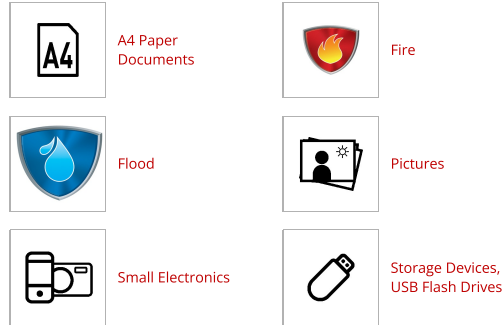 A4
A4 Paper
Documents
Fire
Flood
Pictures
Small Electronics
Storage Devices,
USB Flash Drives